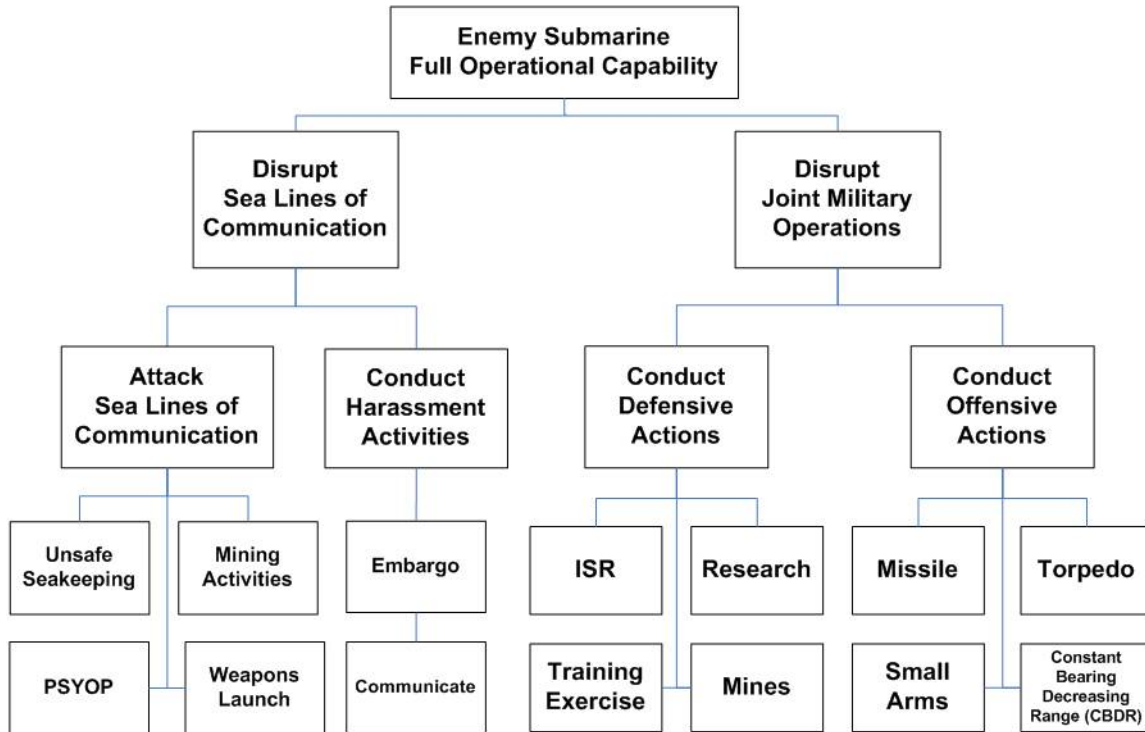 Enemy Submarine
Full Operational Capability
Disrupt
Sea Lines of
Communication
Disrupt
Joint Military
Operations
Attack
Sea Lines of
Communication
Conduct
Harassment
Activities
Conduct
Defensive
Actions
Conduct
Offensive
Actions
Unsafe
Seakeeping
Mining
Activities
Embargo
ISR
Research
Missile
Torpedo
PSYOP
Weapons
Launch
Communicate
Training
Exercise
Mines
Small
Arms
Constant
Bearing
Decreasing
Range (CBDR)